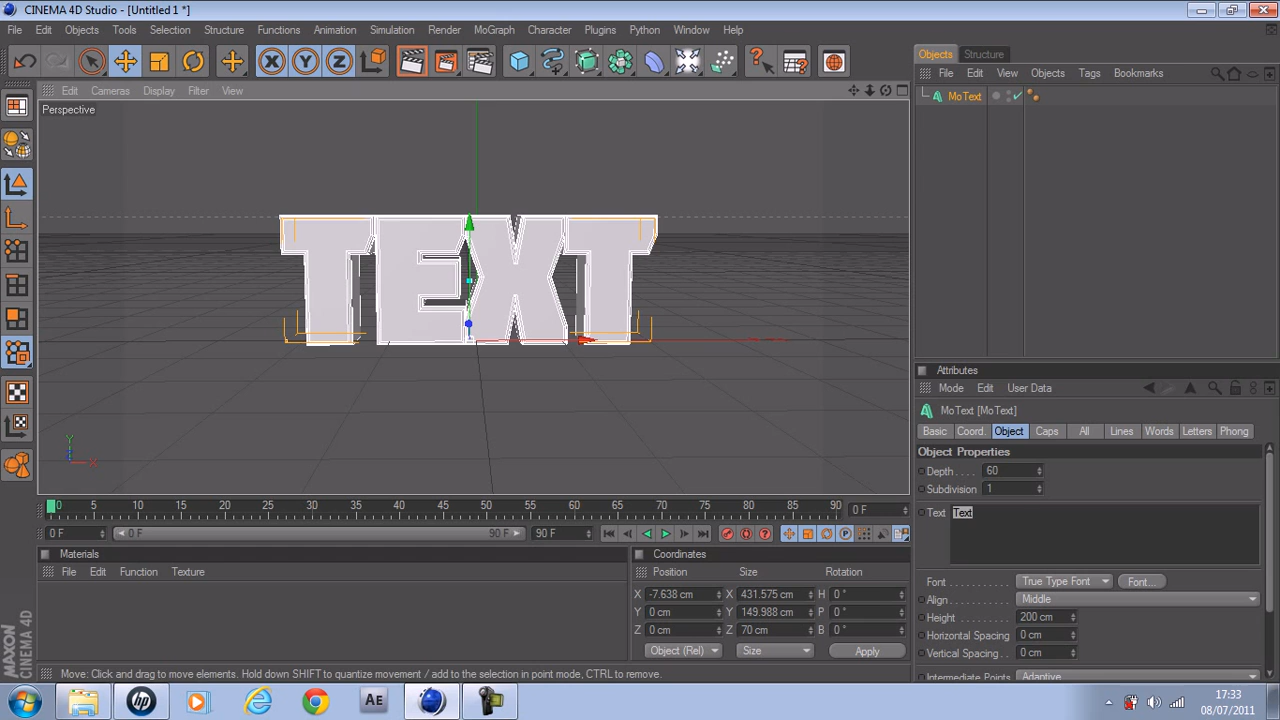 CINEMA 4D Studio - [Untitled 1 *]
File Edit Objects Tools Selection Structure Functions Animation Simulation Render MoGraph Character Plugins Python Window Help
X Y Z
Objects Structure
File Edit View Objects Tags Bookmarks
MoText
Edit Cameras Display Filter View
Perspective
TEXT
Y
X
Attributes
Mode Edit User Data
MoText [MoText]
Basic Coord. Object Caps All Lines Words Letters Phong
Object Properties
Depth . . . . 60
Subdivision 1
Text Text
Font . . . . True Type Font Font...
Align . . . . Middle
Height . . . . . . . . 200 cm
Horizontal Spacing 0 cm
Vertical Spacing . . 0 cm
Intermediate Points Adaptive
0 5 10 15 20 25 30 35 40 45 50 55 60 65 70 75 80 85 90 0 F
0 F 0 F 90 F 90 F
Materials
File Edit Function Texture
Coordinates
Position Size Rotation
X -7.638 cm X 431.575 cm H 0 °
Y 0 cm Y 149.988 cm P 0 °
Z 0 cm Z 70 cm B 0 °
Object (Rel) Size Apply
MAXON CINEMA 4D
Move: Click and drag to move elements. Hold down SHIFT to quantize movement / add to the selection in point mode, CTRL to remove.
hp
AE
17:33
08/07/2011